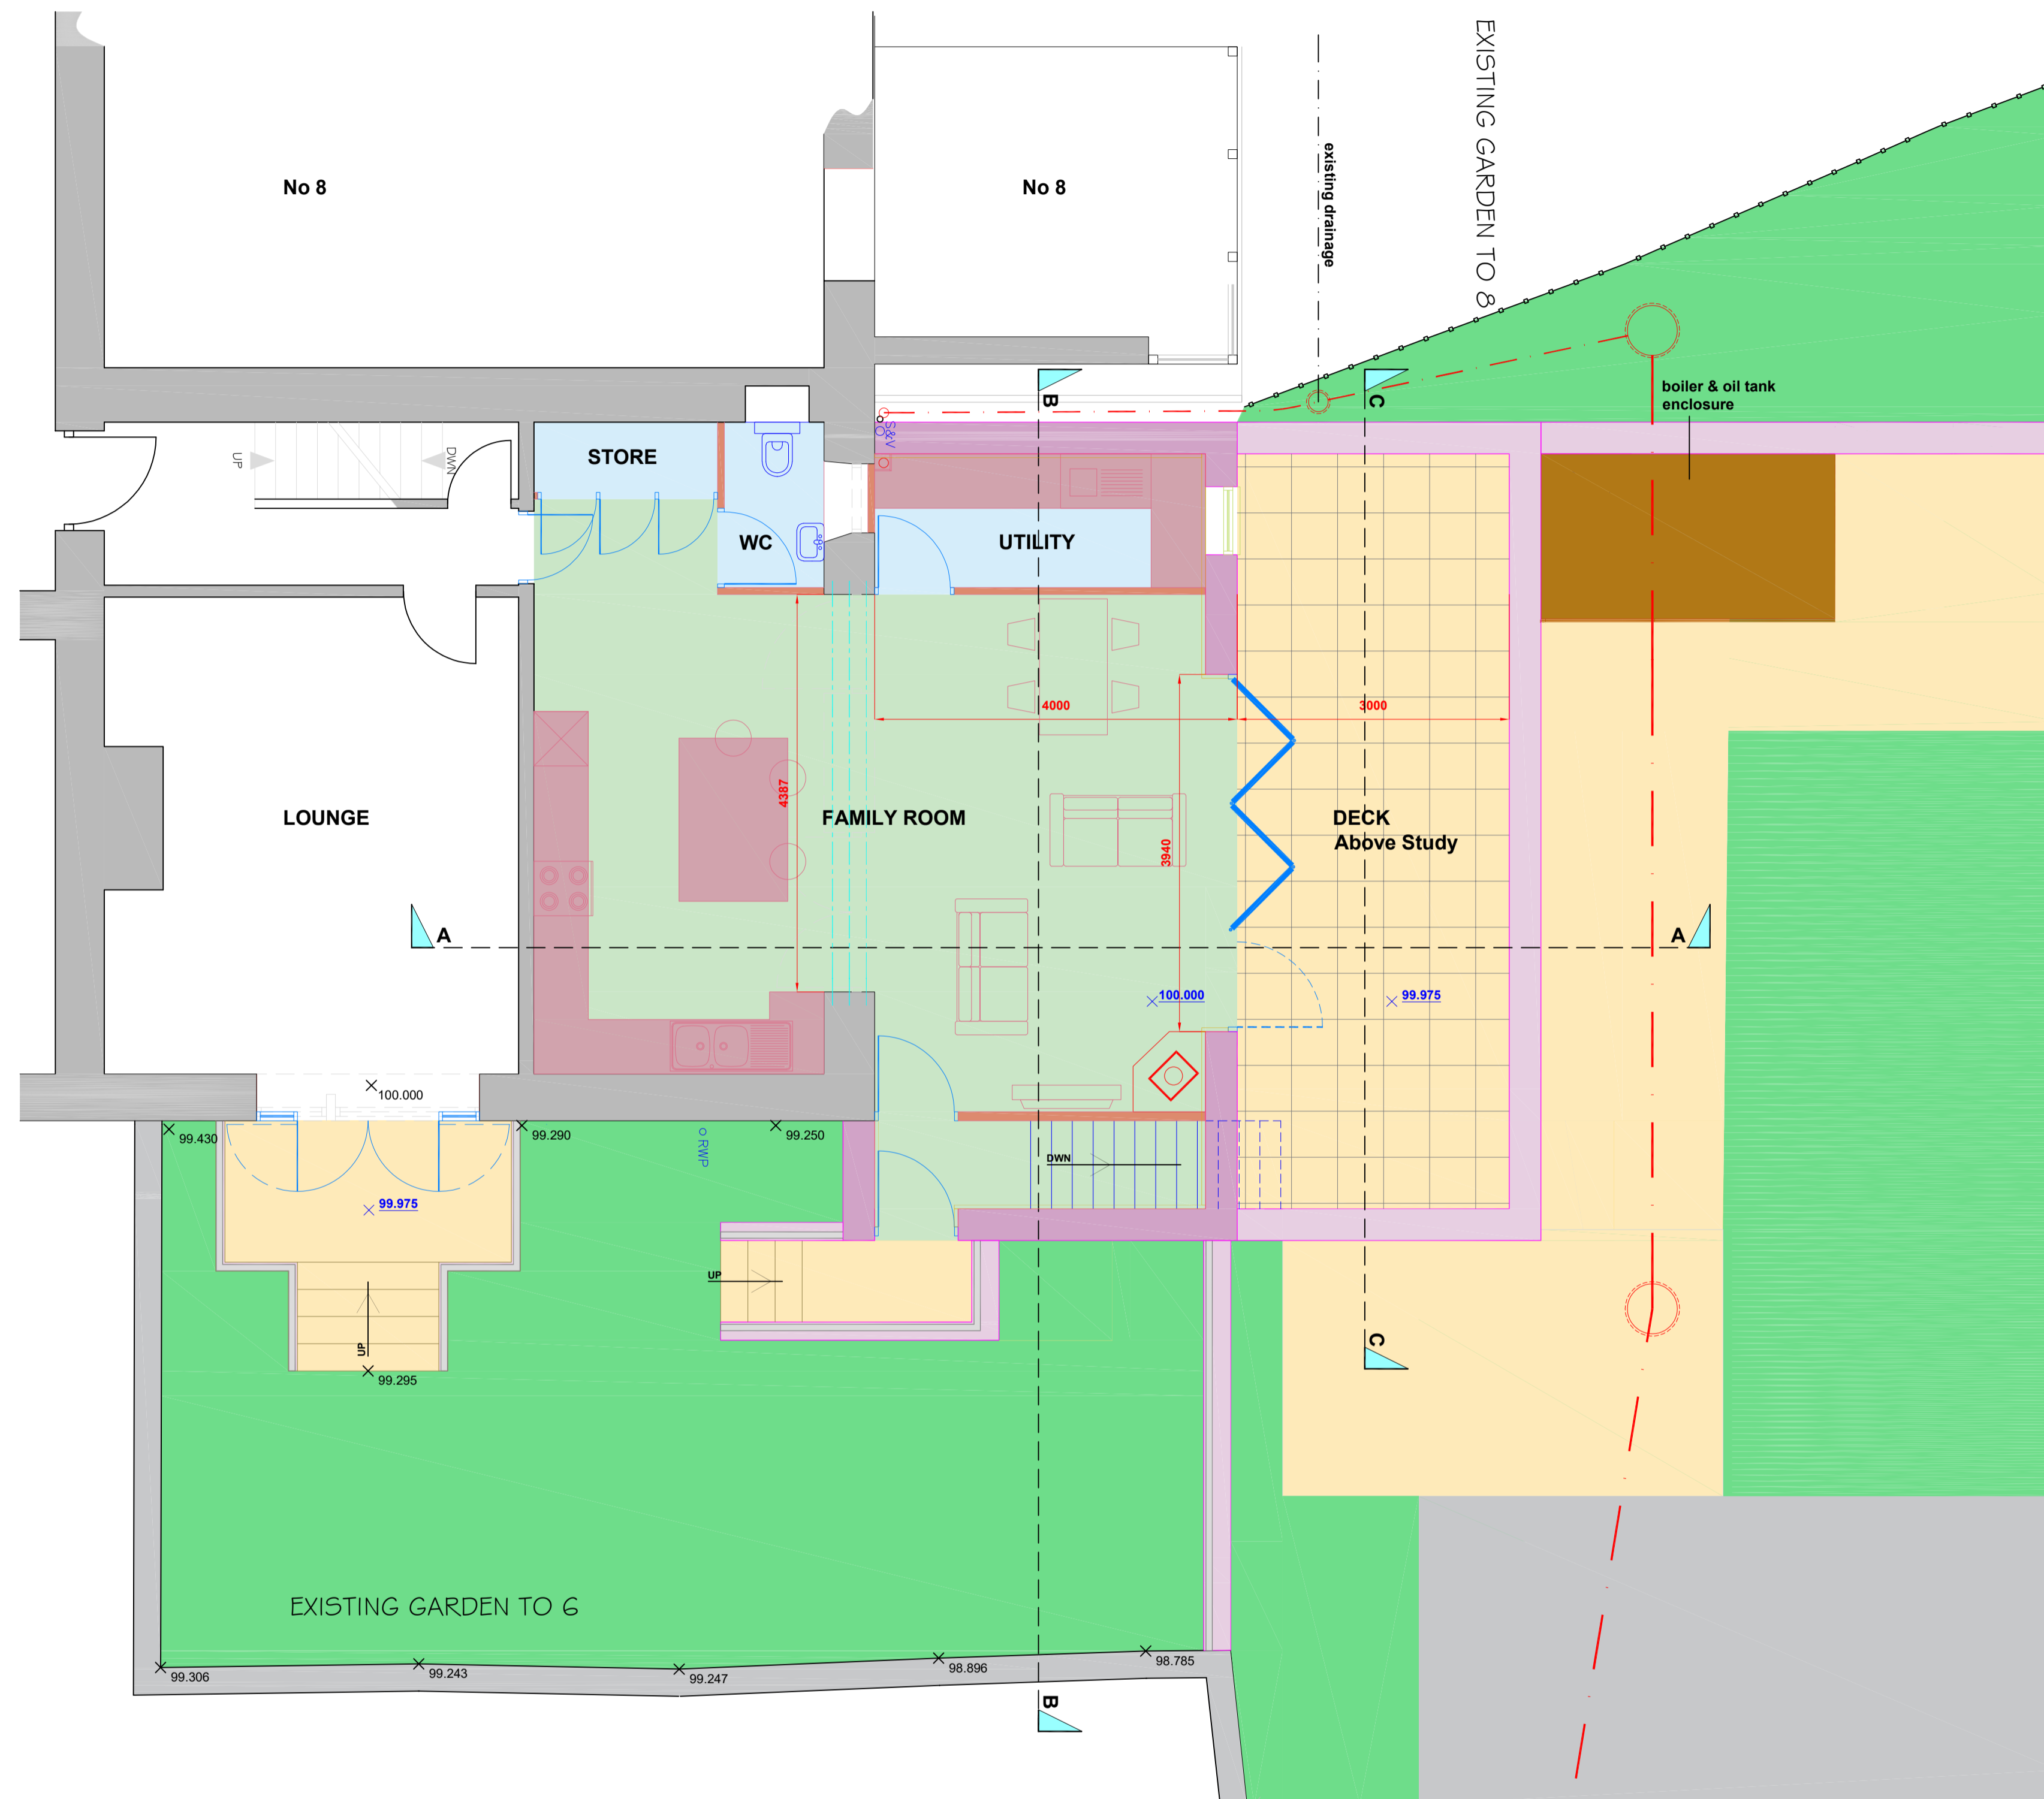 EXISTING GARDEN TO 8
existing drainage
No 8
No 8
boiler & oil tank
enclosure
B
C
S&V
UP
DWN
STORE
WC
UTILITY
4000
3000
4387
LOUNGE
FAMILY ROOM
3940
DECK
Above Study
A
A
100.000
99.975
100.000
99.430
99.290
99.250
RWP
DWN
99.975
UP
UP
99.295
C
EXISTING GARDEN TO 6
99.306
99.243
99.247
98.896
98.785
B